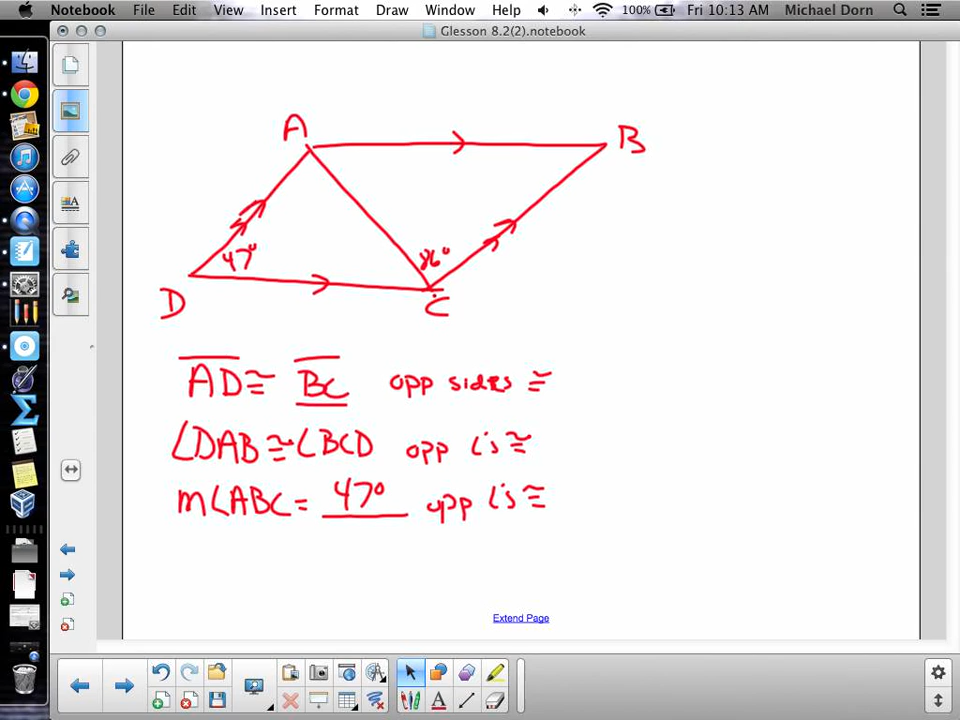 Notebook File Edit View Insert Format Draw Window Help 100% Fri 10:13 AM Michael Dorn
Glesson 8.2(2).notebook
A
B
47°
86°
D
C
AD ≅ BC opp sides ≅
∠DAB ≅ ∠BCD opp ∠'s ≅
m∠ABC = 47° opp ∠'s ≅
Extend Page